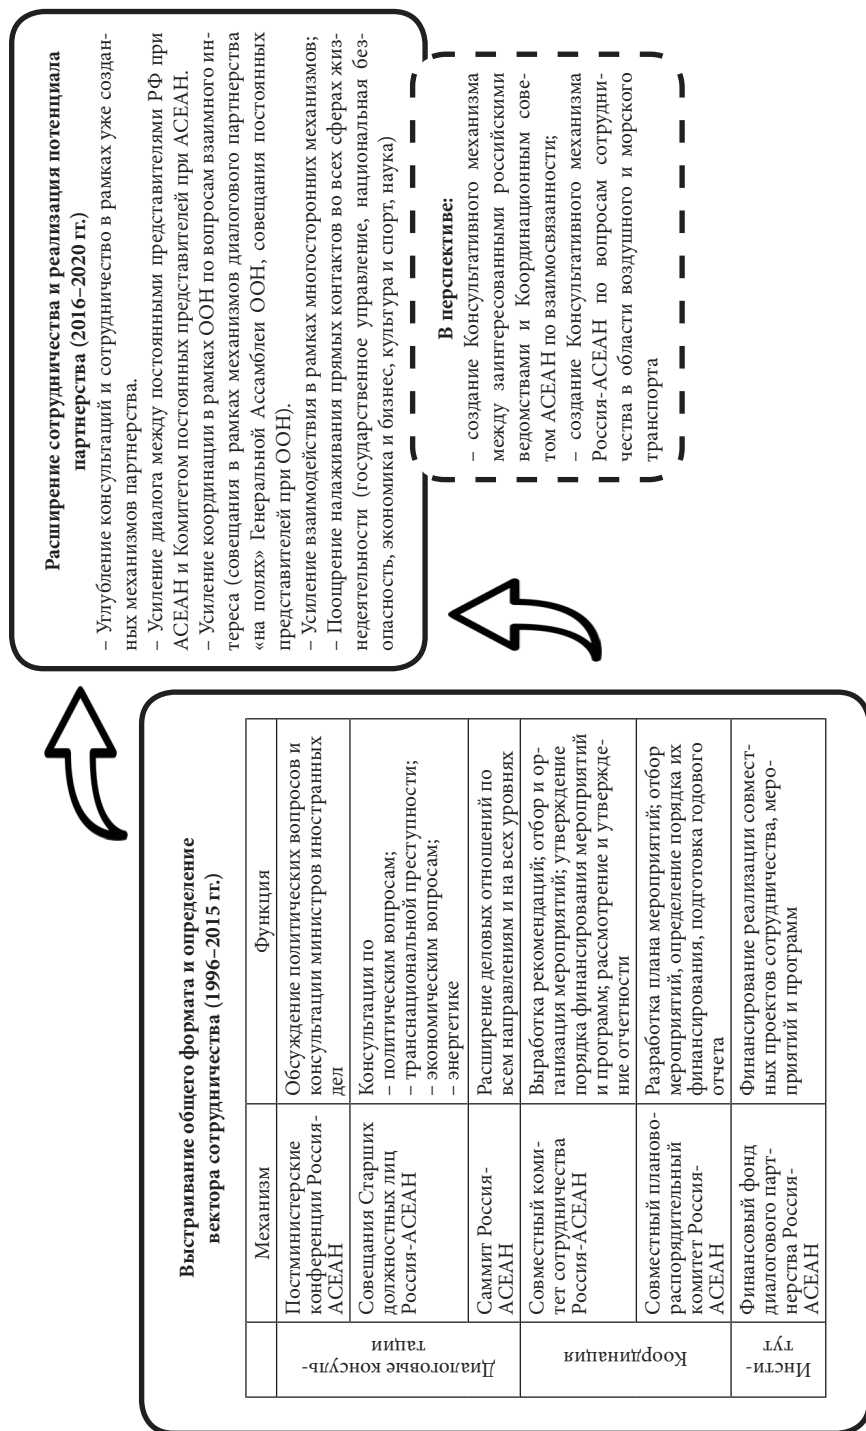 Выстраивание общего формата и определение
вектора сотрудничества (1996–2015 гг.)
Механизм
Функция
Диалоговые консуль-
тации
Постминистерские
конференции Россия-
АСЕАН
Обсуждение политических вопросов и
консультации министров иностранных
дел
Совещания Старших
должностных лиц
Россия-АСЕАН
Консультации по
– политическим вопросам;
– транснациональной преступности;
– экономическим вопросам;
– энергетике
Саммит Россия-
АСЕАН
Расширение деловых отношений по
всем направлениям и на всех уровнях
Координация
Совместный коми-
тет сотрудничества
Россия-АСЕАН
Выработка рекомендаций; отбор и ор-
ганизация мероприятий; утверждение
порядка финансирования мероприятий
и программ; рассмотрение и утвержде-
ние отчетности
Совместный планово-
распорядительный
комитет Россия-
АСЕАН
Разработка плана мероприятий; отбор
мероприятий, определение порядка их
финансирования, подготовка годового
отчета
Инсти-
тут
Финансовый фонд
диалогового парт-
нерства Россия-
АСЕАН
Финансирование реализации совмест-
ных проектов сотрудничества, меро-
приятий и программ
Расширение сотрудничества и реализация потенциала
партнерства (2016–2020 гг.)
– Углубление консультаций и сотрудничество в рамках уже создан-
ных механизмов партнерства.
– Усиление диалога между постоянными представителями РФ при
АСЕАН и Комитетом постоянных представителей при АСЕАН.
– Усиление координации в рамках ООН по вопросам взаимного ин-
тереса (совещания в рамках механизмов диалогового партнерства
«на полях» Генеральной Ассамблеи ООН, совещания постоянных
представителей при ООН).
– Усиление взаимодействия в рамках многосторонних механизмов;
– Поощрение налаживания прямых контактов во всех сферах жиз-
недеятельности (государственное управление, национальная без-
опасность, экономика и бизнес, культура и спорт, наука)
В перспективе:
– создание Консультативного механизма
между заинтересованными российскими
ведомствами и Координационным сове-
том АСЕАН по взаимосвязанности;
– создание Консультативного механизма
Россия-АСЕАН по вопросам сотрудни-
чества в области воздушного и морского
транспорта